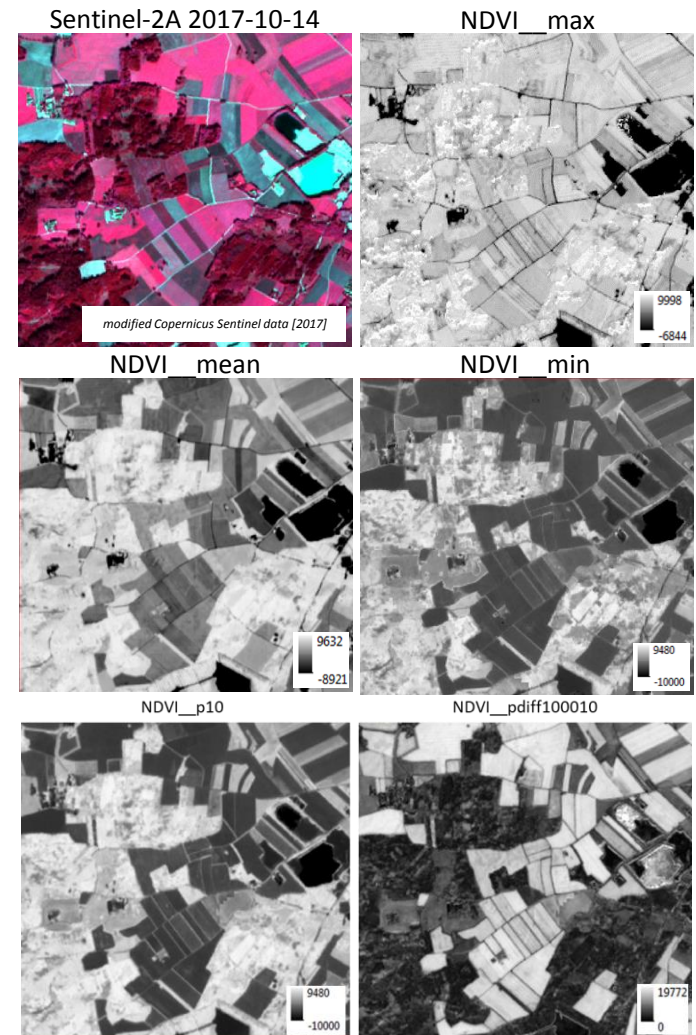 Sentinel-2A 2017-10-14
NDVI__max
modified Copernicus Sentinel data [2017]
9998
-6844
NDVI__mean
NDVI__min
9632
-8921
9480
-10000
NDVI__p10
NDVI__pdiff100010
9480
-10000
19772
0